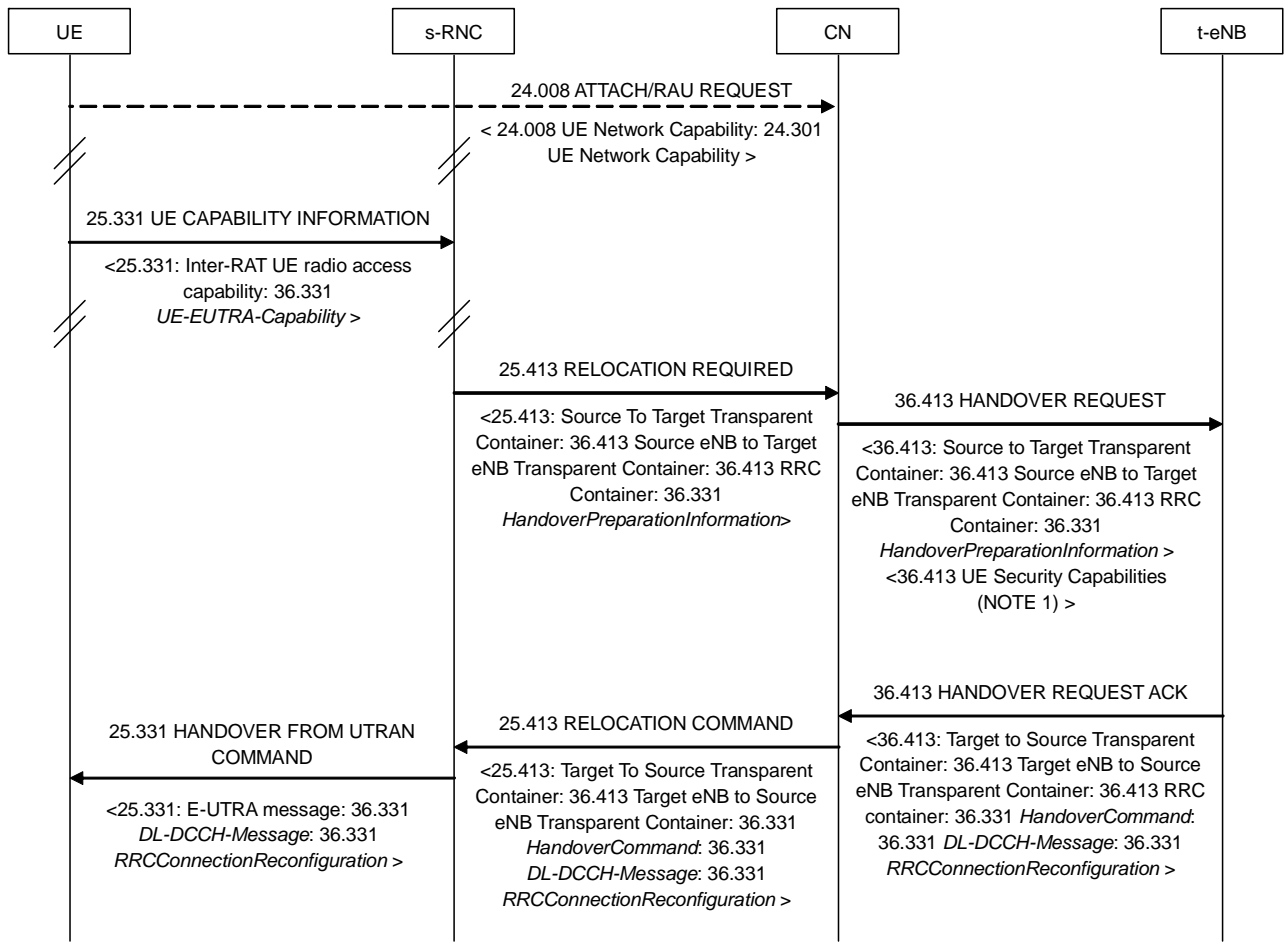 UE
s-RNC
CN
t-eNB
24.008 ATTACH/RAU REQUEST
< 24.008 UE Network Capability: 24.301
UE Network Capability >
25.331 UE CAPABILITY INFORMATION
<25.331: Inter-RAT UE radio access
capability: 36.331
UE-EUTRA-Capability >
25.413 RELOCATION REQUIRED
<25.413: Source To Target Transparent
Container: 36.413 Source eNB to Target
eNB Transparent Container: 36.413 RRC
Container: 36.331
HandoverPreparationInformation>
36.413 HANDOVER REQUEST
<36.413: Source to Target Transparent
Container: 36.413 Source eNB to Target
eNB Transparent Container: 36.413 RRC
Container: 36.331
HandoverPreparationInformation >
<36.413 UE Security Capabilities
(NOTE 1) >
36.413 HANDOVER REQUEST ACK
<36.413: Target to Source Transparent
Container: 36.413 Target eNB to Source
eNB Transparent Container: 36.413 RRC
container: 36.331 HandoverCommand:
36.331 DL-DCCH-Message: 36.331
RRCConnectionReconfiguration >
25.413 RELOCATION COMMAND
<25.413: Target To Source Transparent
Container: 36.413 Target eNB to Source
eNB Transparent Container: 36.331
HandoverCommand: 36.331
DL-DCCH-Message: 36.331
RRCConnectionReconfiguration >
25.331 HANDOVER FROM UTRAN
COMMAND
<25.331: E-UTRA message: 36.331
DL-DCCH-Message: 36.331
RRCConnectionReconfiguration >